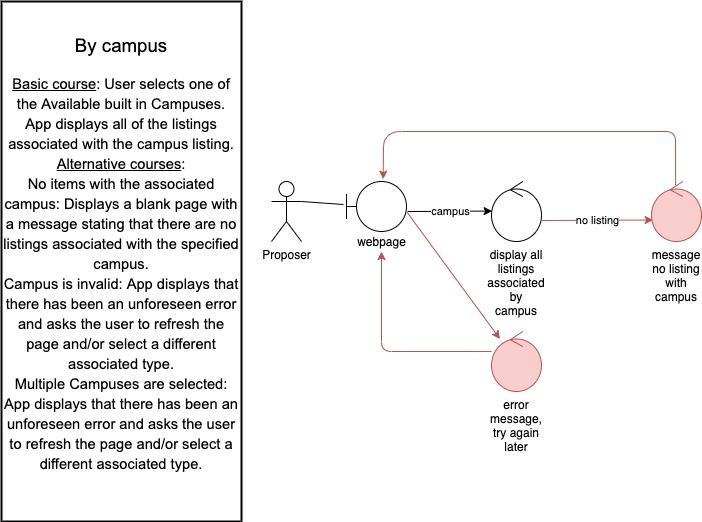 By campus
Basic course: User selects one of
the Available built in Campuses.
App displays all of the listings
associated with the campus listing.
Alternative courses:
No items with the associated
campus: Displays a blank page with
a message stating that there are no
listings associated with the specified
campus.
Campus is invalid: App displays that
there has been an unforeseen error
and asks the user to refresh the
page and/or select a different
associated type.
Multiple Campuses are selected:
App displays that there has been an
unforeseen error and asks the user
to refresh the page and/or select a
different associated type.
Proposer
webpage
campus
display all
listings
associated
by
campus
no listing
message
no listing
with
campus
error
message,
try again
later